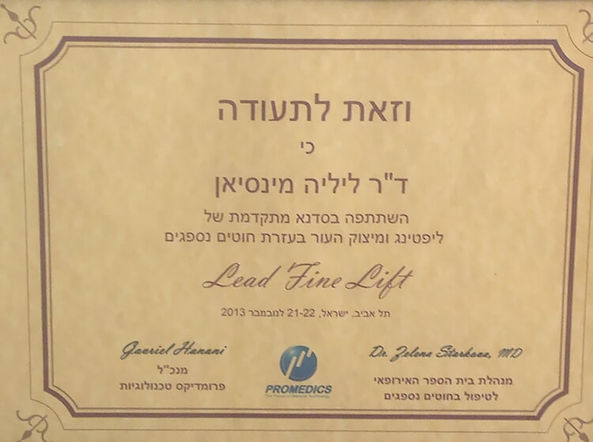 וזאת לתעודה
כי
ד"ר ליליה מינסיאן
השתתפה בסדנא מתקדמת של
ליפטינג ומיצוק העור בעזרת חוטים נספגים
Lead Fine Lift
תל אביב, ישראל, 21-22 לנובמבר 2013
Gavriel Hanani
מנכ"ל
פרומדיקס טכנולוגיות
PROMEDICS
Dr. Zelena Starkova, MD
מנהלת בית הספר האירופאי
לטיפול בחוטים נספגים